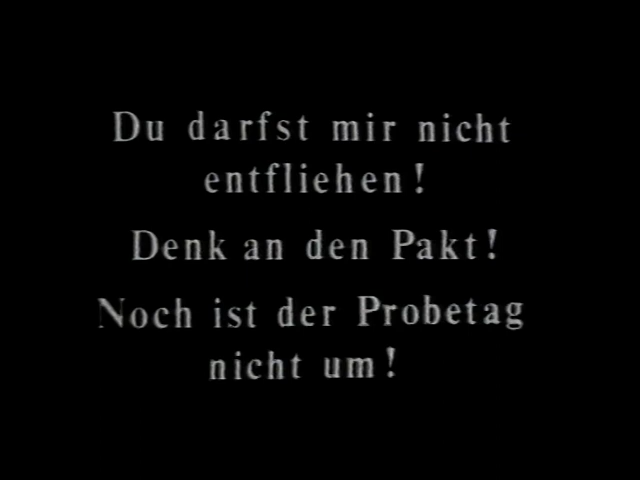 Du darfst mir nicht
entfliehen!
Denk an den Pakt!
Noch ist der Probetag
nicht um!